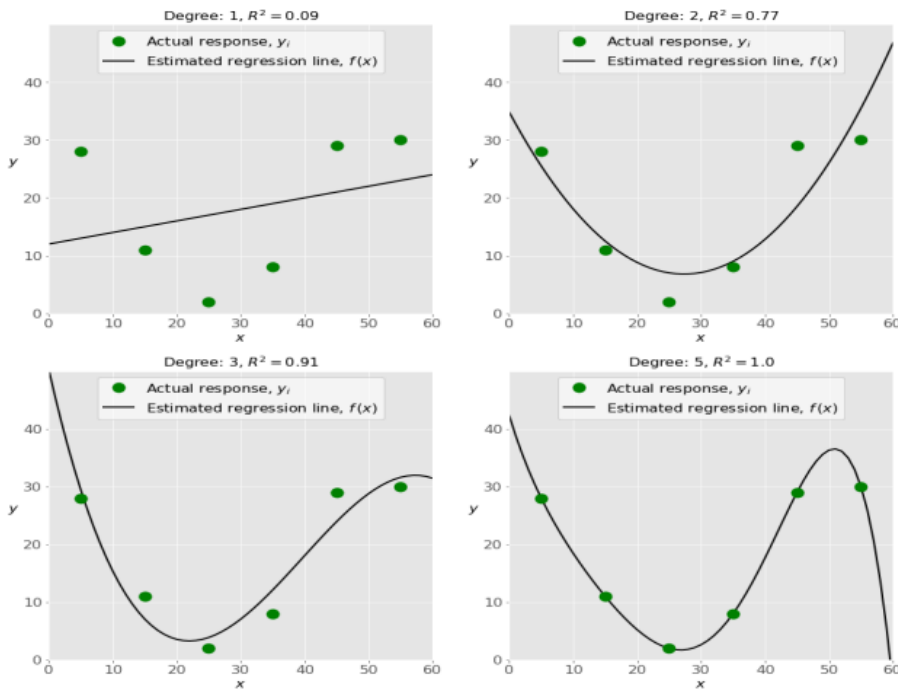 Degree: 1, R² = 0.09
Actual response, yᵢ
Estimated regression line, f(x)
40
30
y
20
10
0
0 10 20 30 40 50 60
x
Degree: 2, R² = 0.77
Actual response, yᵢ
Estimated regression line, f(x)
40
30
y
20
10
0
0 10 20 30 40 50 60
x
Degree: 3, R² = 0.91
Actual response, yᵢ
Estimated regression line, f(x)
40
30
y
20
10
0
0 10 20 30 40 50 60
x
Degree: 5, R² = 1.0
Actual response, yᵢ
Estimated regression line, f(x)
40
30
y
20
10
0
0 10 20 30 40 50 60
x